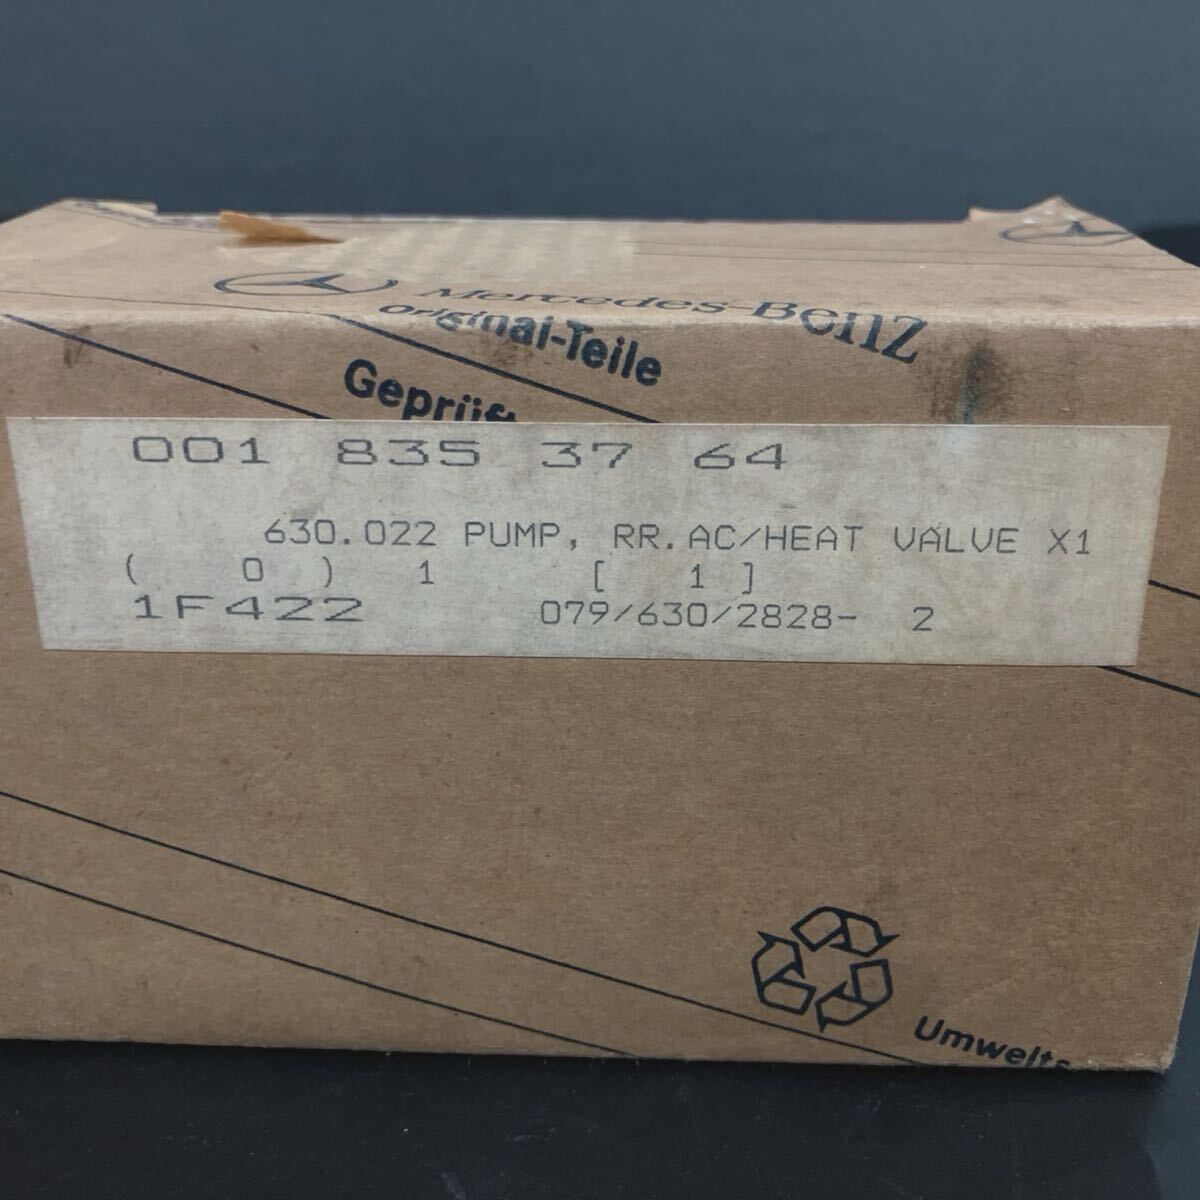 Mercedes-Benz
Original-Teile
Geprüft
001 835 37 64
630.022 PUMP, RR.AC/HEAT VALVE X1
( 0 ) 1 [ 1 ]
1F422 079/630/2828- 2